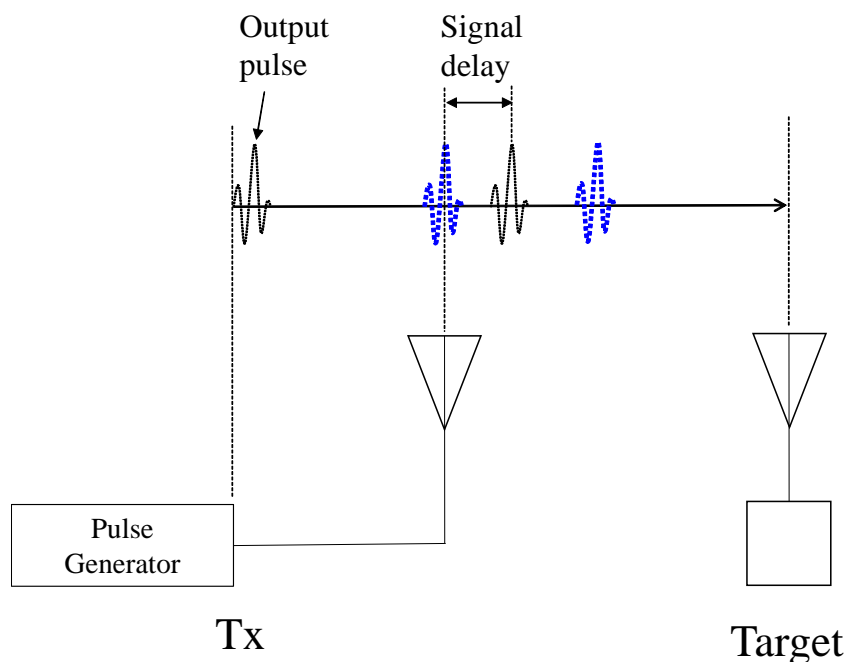 Output
pulse
Signal
delay
Pulse
Generator
Tx
Target